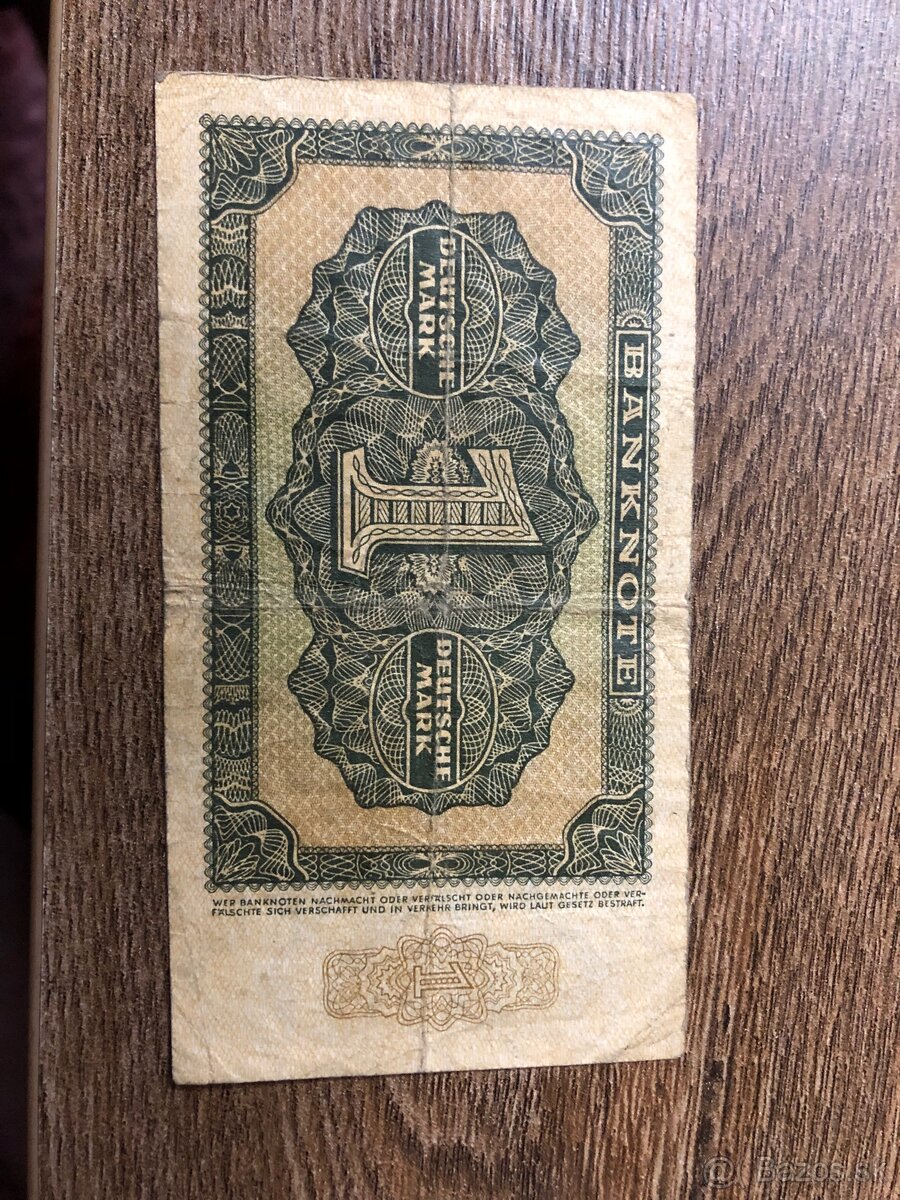 BANKNOTE
DEUTSCHE
MARK
1
DEUTSCHE
MARK
WER BANKNOTEN NACHMACHT ODER VERFÄLSCHT ODER NACHGEMACHTE ODER VER-
FÄLSCHTE SICH VERSCHAFFT UND IN VERKEHR BRINGT, WIRD LAUT GESETZ BESTRAFT.
1
@ Bazos.sk